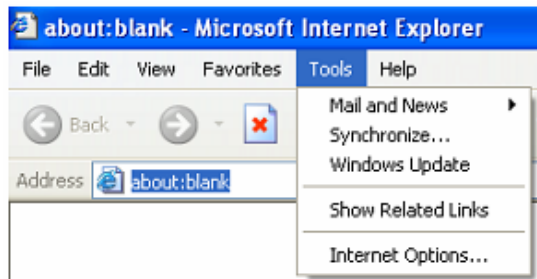 about:blank - Microsoft Internet Explorer
File Edit View Favorites Tools Help
Mail and News
Back
Synchronize...
Windows Update
Address about:blank
Show Related Links
Internet Options...